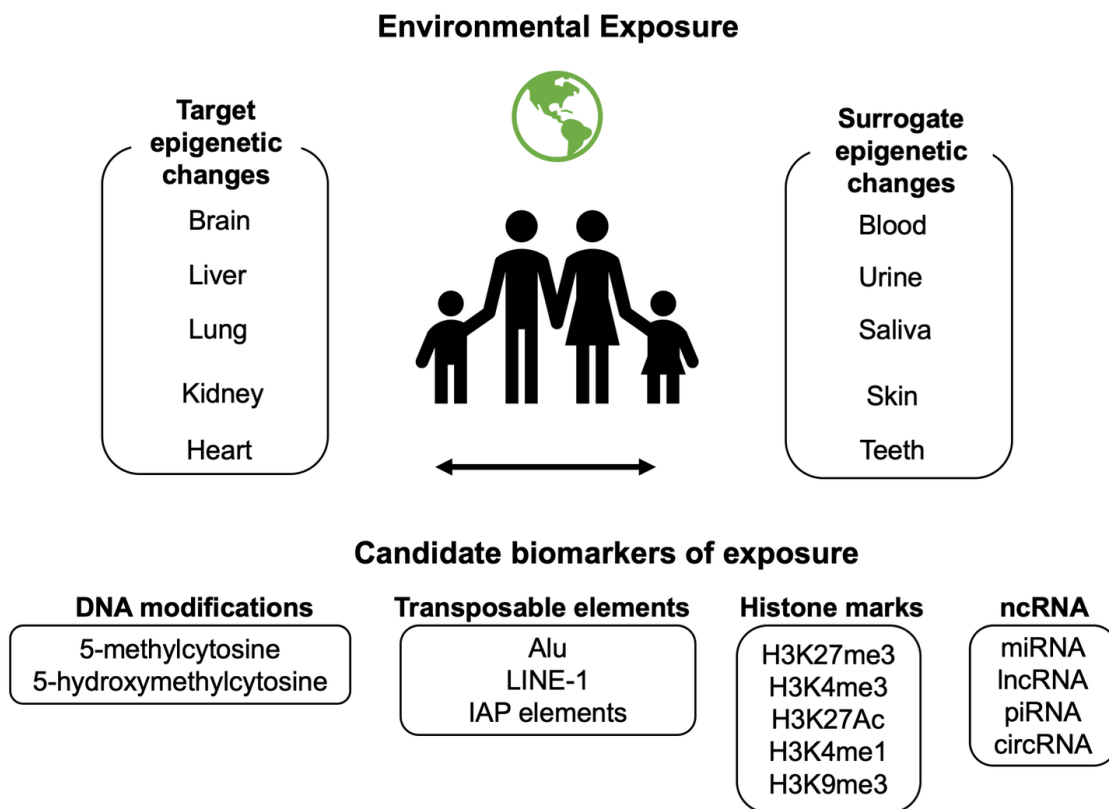 Environmental Exposure
Target
epigenetic
changes
Brain
Liver
Lung
Kidney
Heart
Surrogate
epigenetic
changes
Blood
Urine
Saliva
Skin
Teeth
Candidate biomarkers of exposure
DNA modifications
5-methylcytosine
5-hydroxymethylcytosine
Transposable elements
Alu
LINE-1
IAP elements
Histone marks
H3K27me3
H3K4me3
H3K27Ac
H3K4me1
H3K9me3
ncRNA
miRNA
lncRNA
piRNA
circRNA